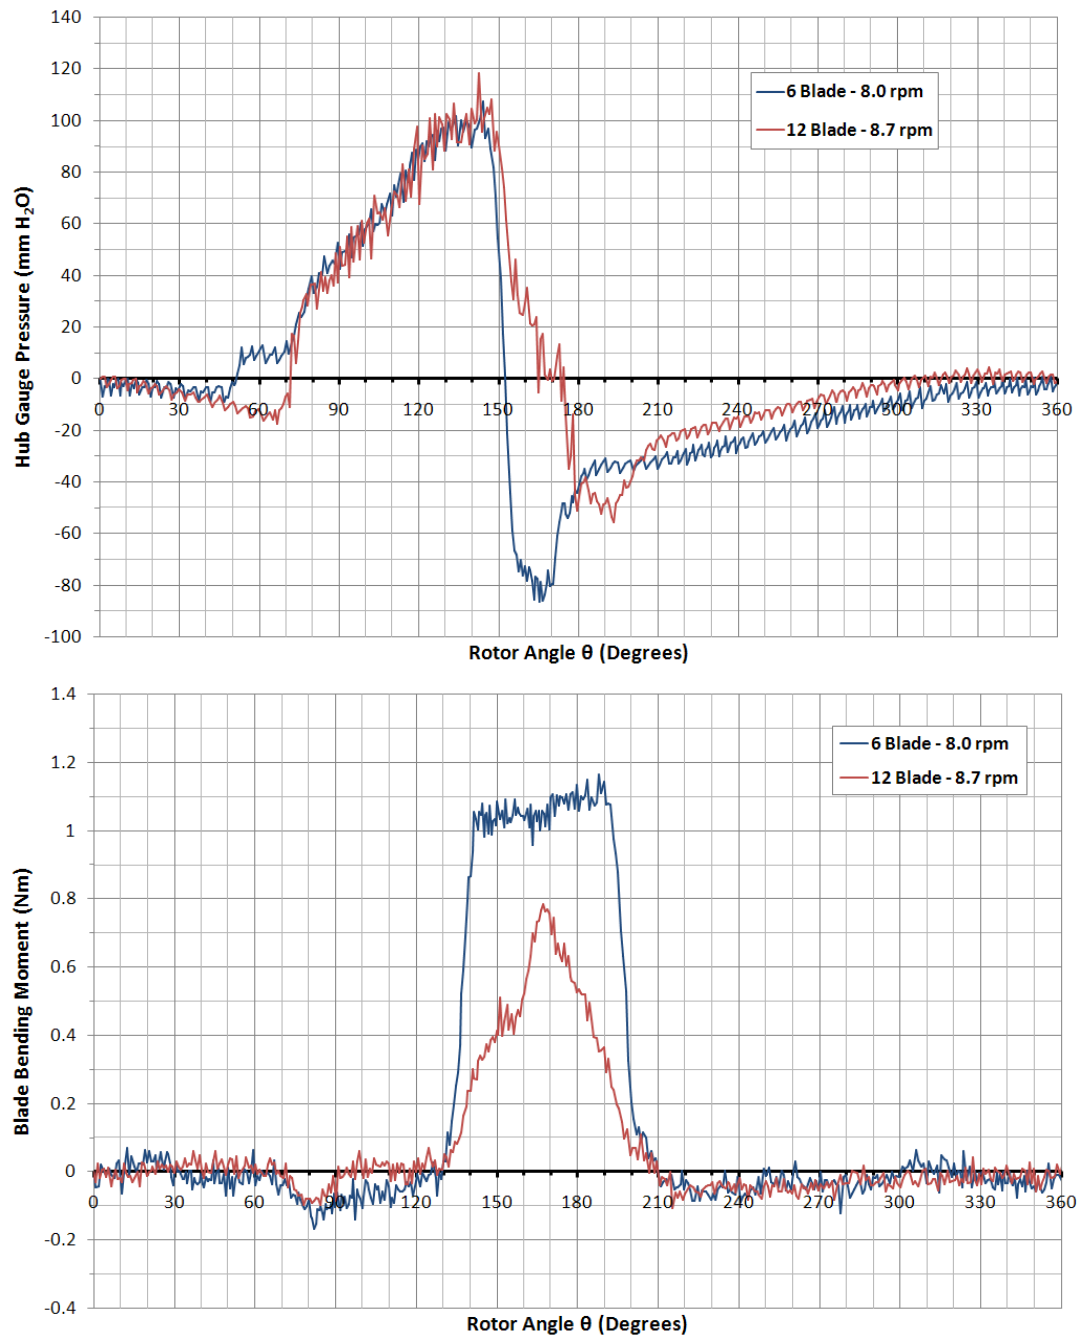 140
120
100
80
60
40
20
0
-20
-40
-60
-80
-100
Hub Gauge Pressure (mm H₂O)
6 Blade - 8.0 rpm
12 Blade - 8.7 rpm
0 30 60 90 120 150 180 210 240 270 300 330 360
Rotor Angle θ (Degrees)
1.4
1.2
1
0.8
0.6
0.4
0.2
0
-0.2
-0.4
Blade Bending Moment (Nm)
6 Blade - 8.0 rpm
12 Blade - 8.7 rpm
0 30 60 90 120 150 180 210 240 270 300 330 360
Rotor Angle θ (Degrees)